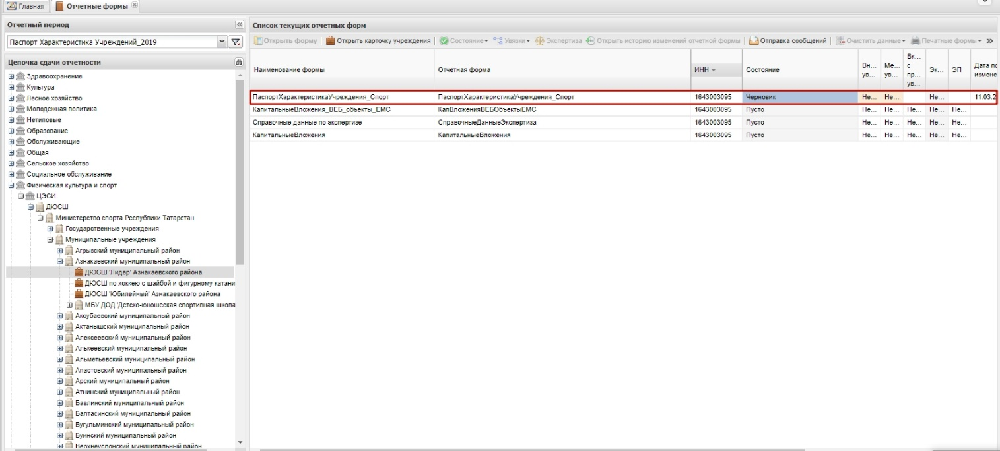 Главная
Отчетные формы
Отчетный период
Паспорт Характеристика Учреждений_2019
Цепочка сдачи отчетности
Здравоохранение
Культура
Лесное хозяйство
Молодежная политика
Нетиповые
Образование
Обслуживающие
Общая
Сельское хозяйство
Социальное обслуживание
Физическая культура и спорт
ЦЭСИ
ДЮСШ
Министерство спорта Республики Татарстан
Государственные учреждения
Муниципальные учреждения
Агрызский муниципальный район
Азнакаевский муниципальный район
ДЮСШ 'Лидер' Азнакаевского района
ДЮСШ по хоккею с шайбой и фигурному катани
ДЮСШ 'Юбилейный' Азнакаевского района
МБУ ДОД 'Детско-юношеская спортивная школа
Аксубаевский муниципальный район
Актанышский муниципальный район
Алексеевский муниципальный район
Алькеевский муниципальный район
Альметьевский муниципальный район
Апастовский муниципальный район
Арский муниципальный район
Атнинский муниципальный район
Бавлинский муниципальный район
Балтасинский муниципальный район
Бугульминский муниципальный район
Буинский муниципальный район
Верхнеуслонский муниципальный район
Список текущих отчетных форм
Открыть форму Открыть карточку учреждения Состояние Увязки Экспертиза Открыть историю изменений отчетной формы Отправка сообщений Очистить данные Печатные формы
Наименование формы Отчетная форма ИНН Состояние Вн... ув... Ме... ув... Вк... с пр... ув... Эк... ЭП Дата по измене
ПаспортХарактеристикаУчреждения_Спорт ПаспортХарактеристикаУчреждения_Спорт 1643003095 Черновик Не... Не... Не... 11.03.2
КапитальныеВложения_ВЕБ_объекты_ЕМС КапВложенияВЕБОбъектыЕМС 1643003095 Пусто Не... Не... Не... Не... Не...
Справочные данные по экспертизе СправочныеДанныеЭкспертиза 1643003095 Пусто Не... Не... Не... Не... Не...
КапитальныеВложения КапитальныеВложения 1643003095 Пусто Не... Не... Не... Не... Не...